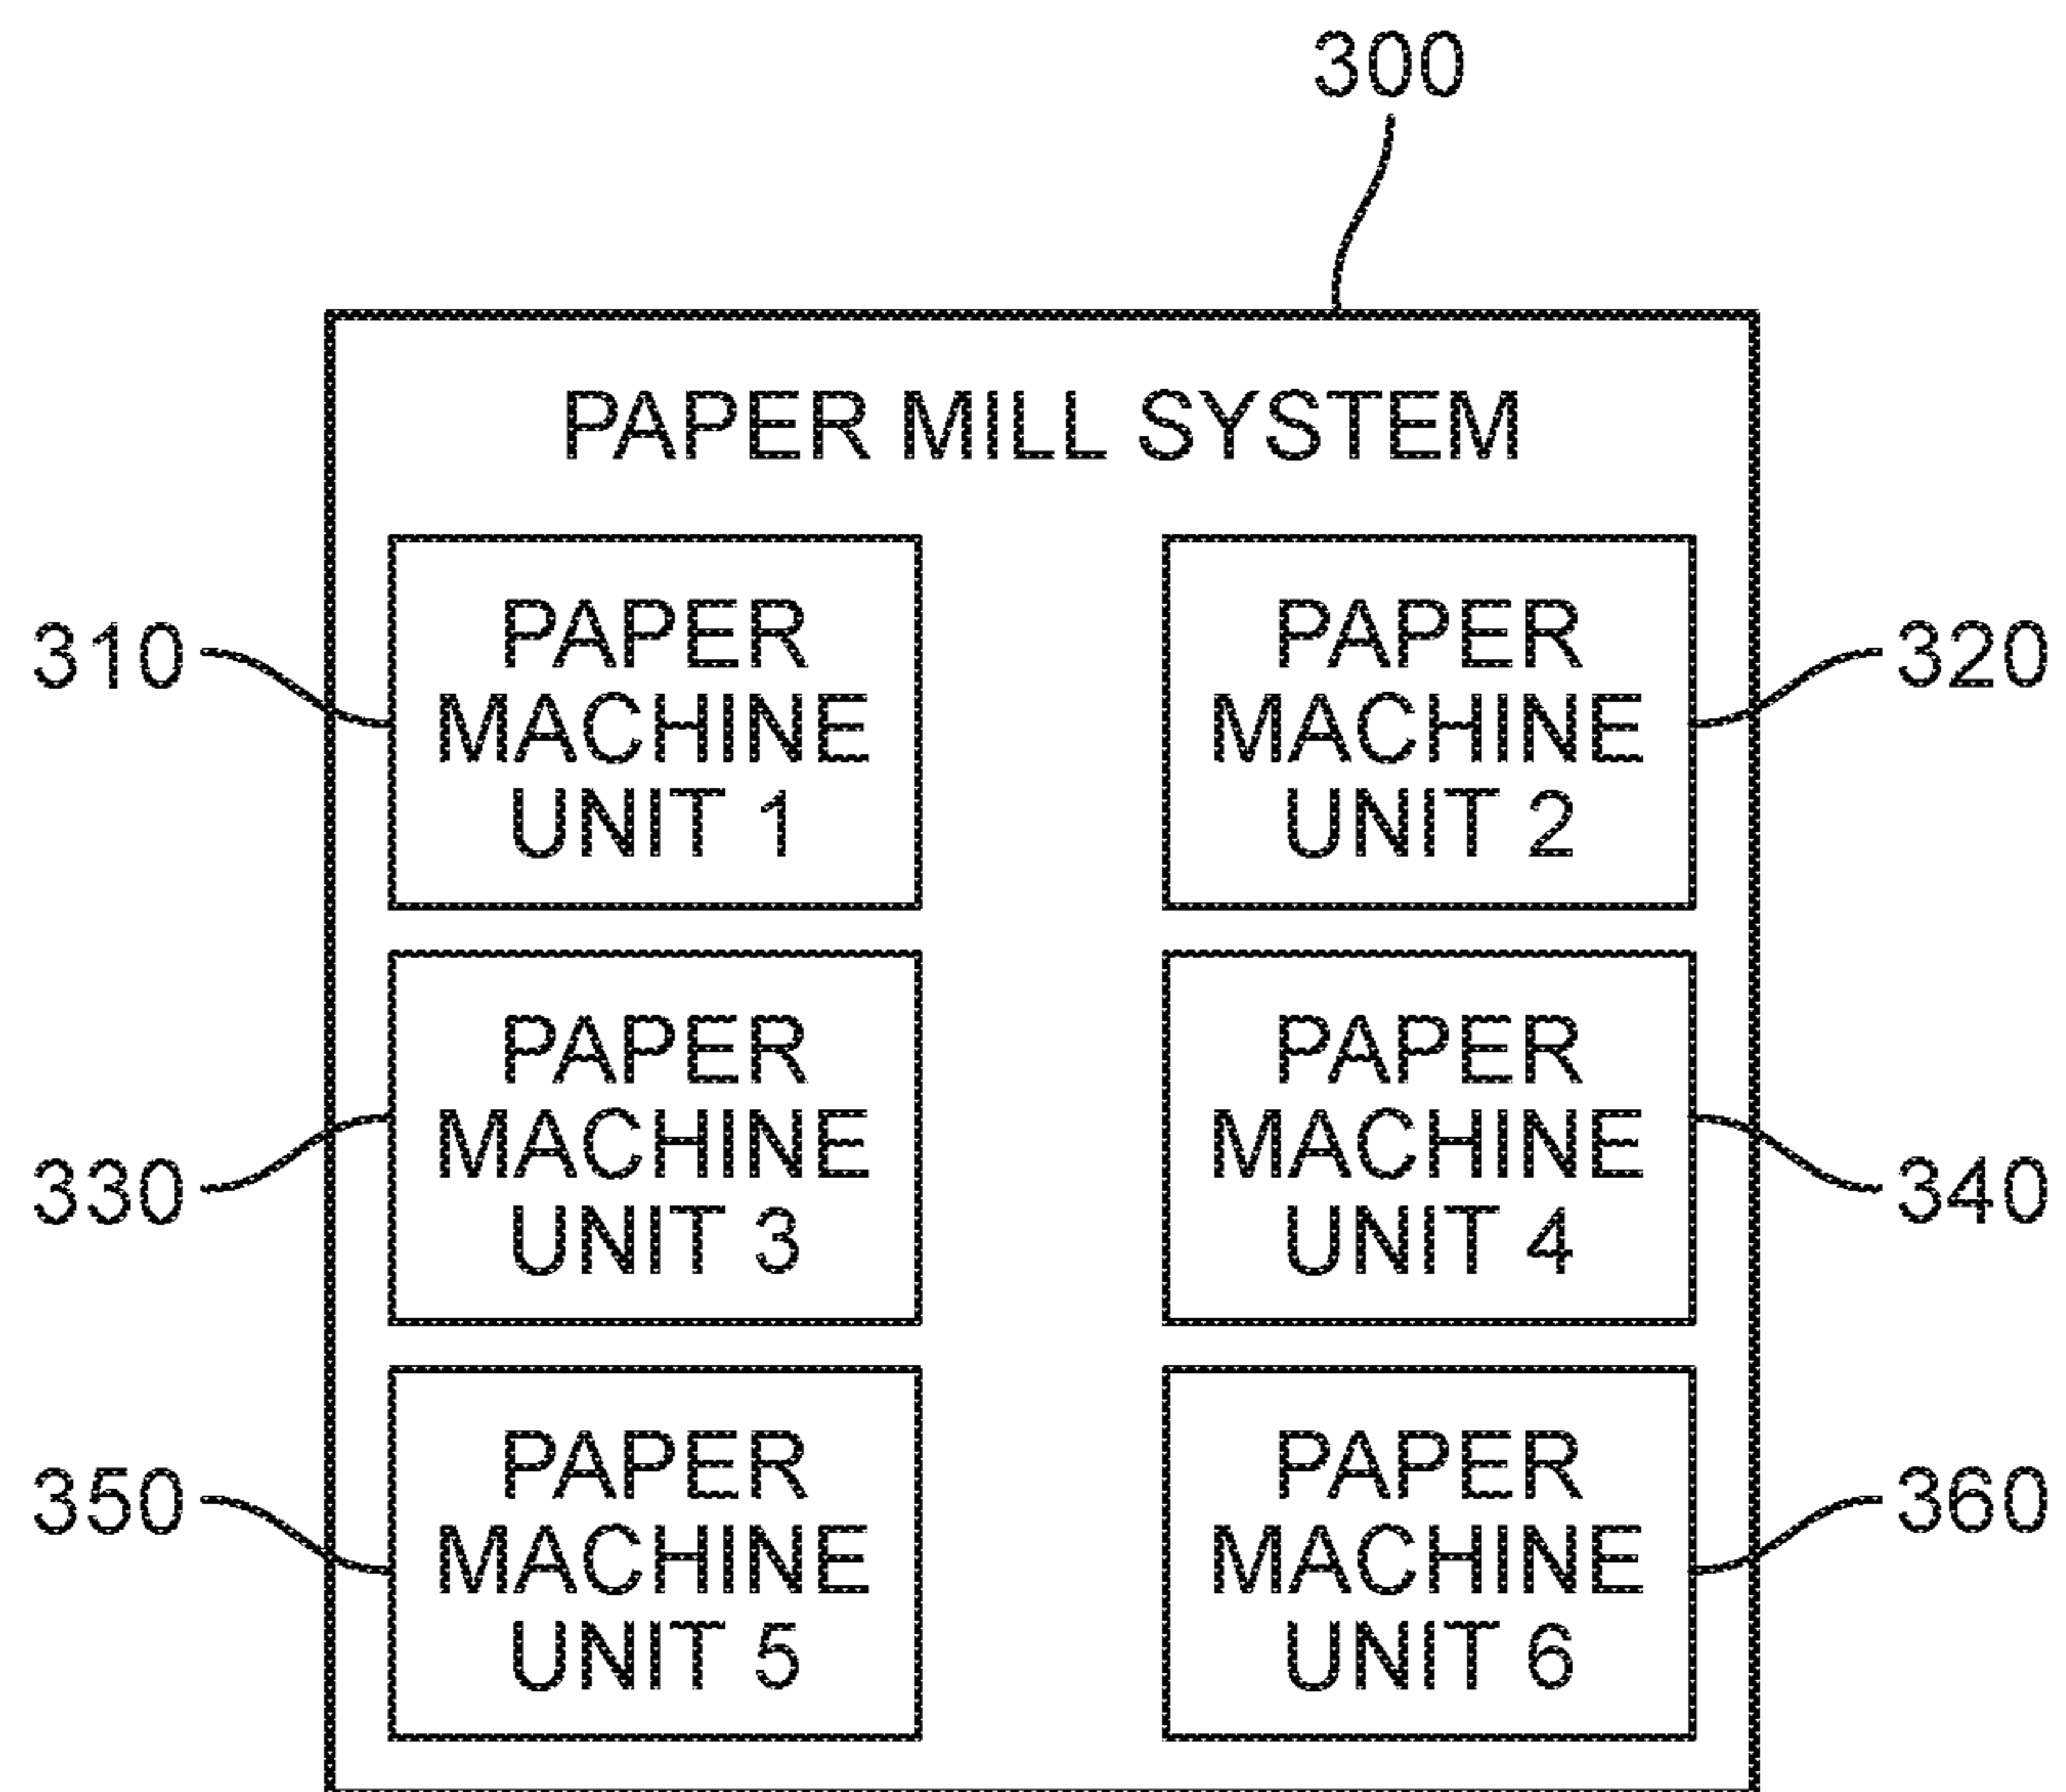 300
PAPER MILL SYSTEM
310
PAPER
MACHINE
UNIT 1
PAPER
MACHINE
UNIT 2
320
330
PAPER
MACHINE
UNIT 3
PAPER
MACHINE
UNIT 4
340
350
PAPER
MACHINE
UNIT 5
PAPER
MACHINE
UNIT 6
360